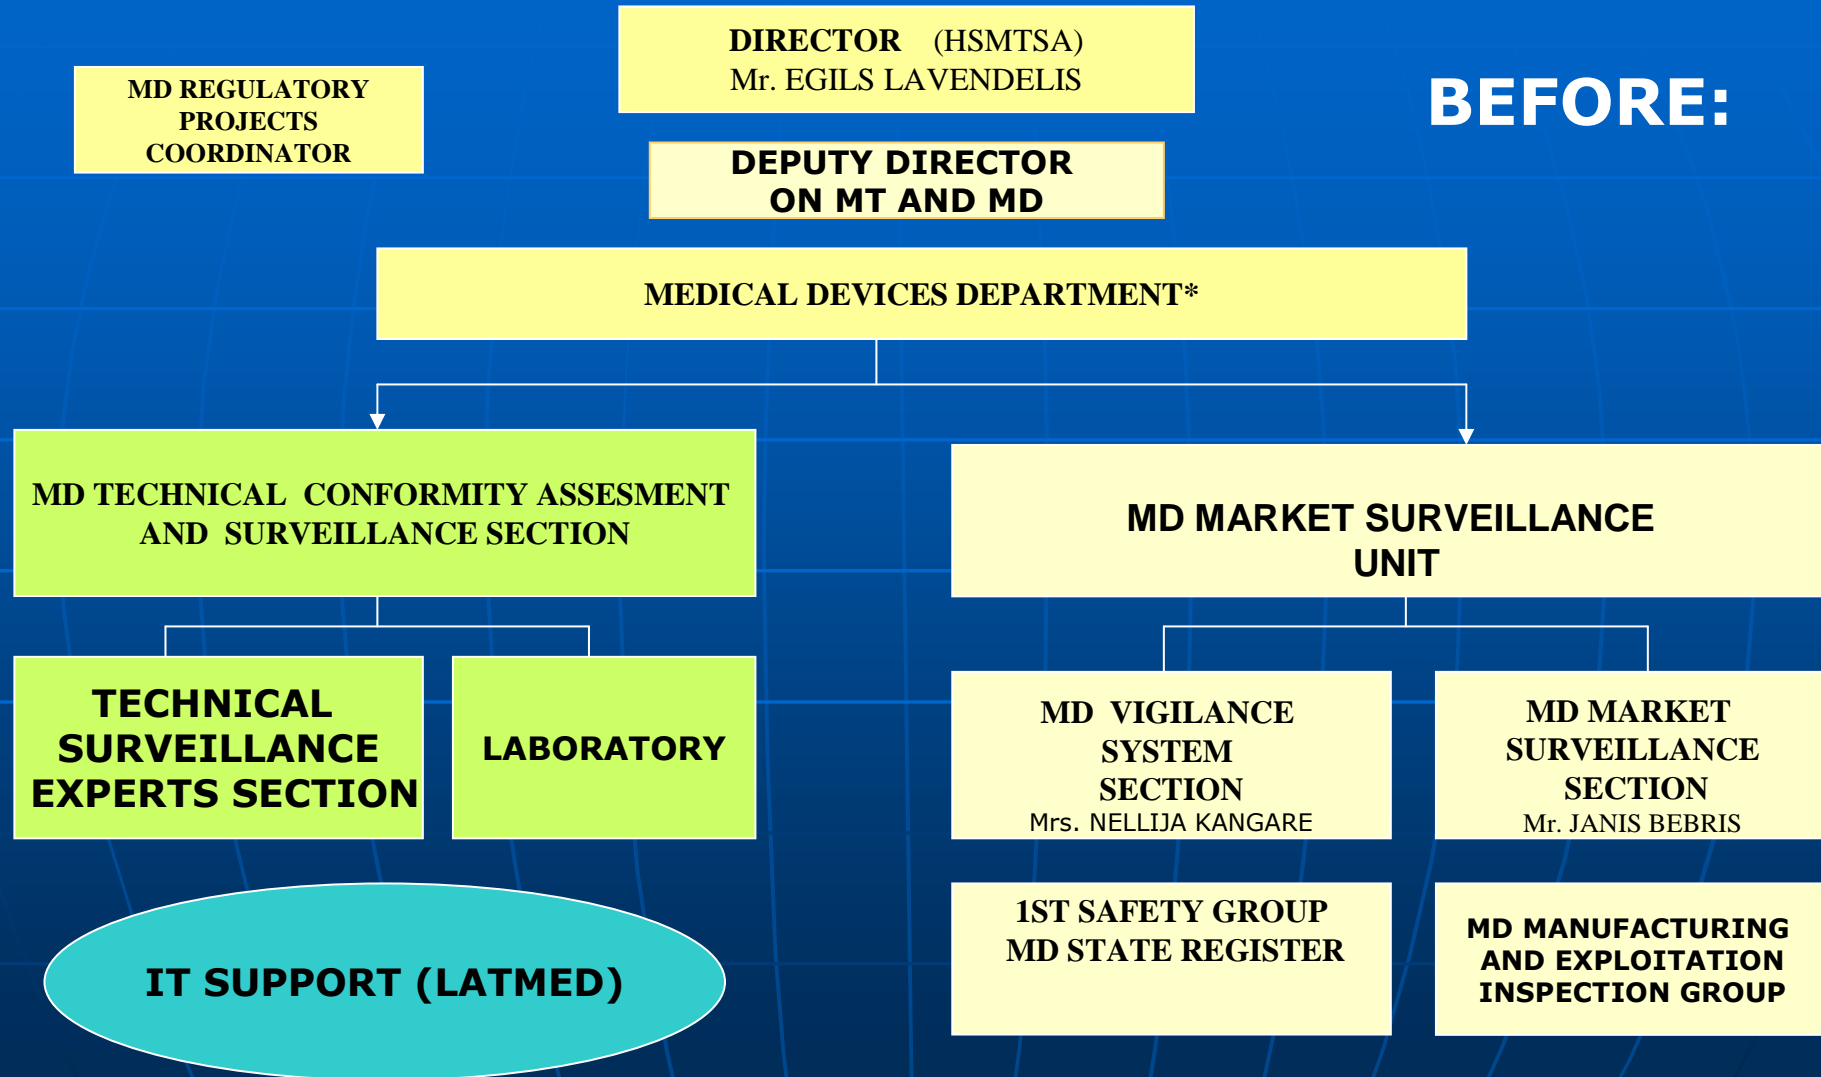 DIRECTOR (HSMTSA)
Mr. EGILS LAVENDELIS
MD REGULATORY
PROJECTS
COORDINATOR
BEFORE:
DEPUTY DIRECTOR
ON MT AND MD
MEDICAL DEVICES DEPARTMENT*
MD TECHNICAL CONFORMITY ASSESMENT
AND SURVEILLANCE SECTION
MD MARKET SURVEILLANCE
UNIT
TECHNICAL
SURVEILLANCE
EXPERTS SECTION
LABORATORY
MD VIGILANCE
SYSTEM
SECTION
Mrs. NELLIJA KANGARE
MD MARKET
SURVEILLANCE
SECTION
Mr. JANIS BEBRIS
IT SUPPORT (LATMED)
1ST SAFETY GROUP
MD STATE REGISTER
MD MANUFACTURING
AND EXPLOITATION
INSPECTION GROUP